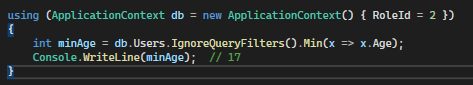 using (ApplicationContext db = new ApplicationContext() { RoleId = 2 })
{
    int minAge = db.Users.IgnoreQueryFilters().Min(x => x.Age);
    Console.WriteLine(minAge);  // 17
}